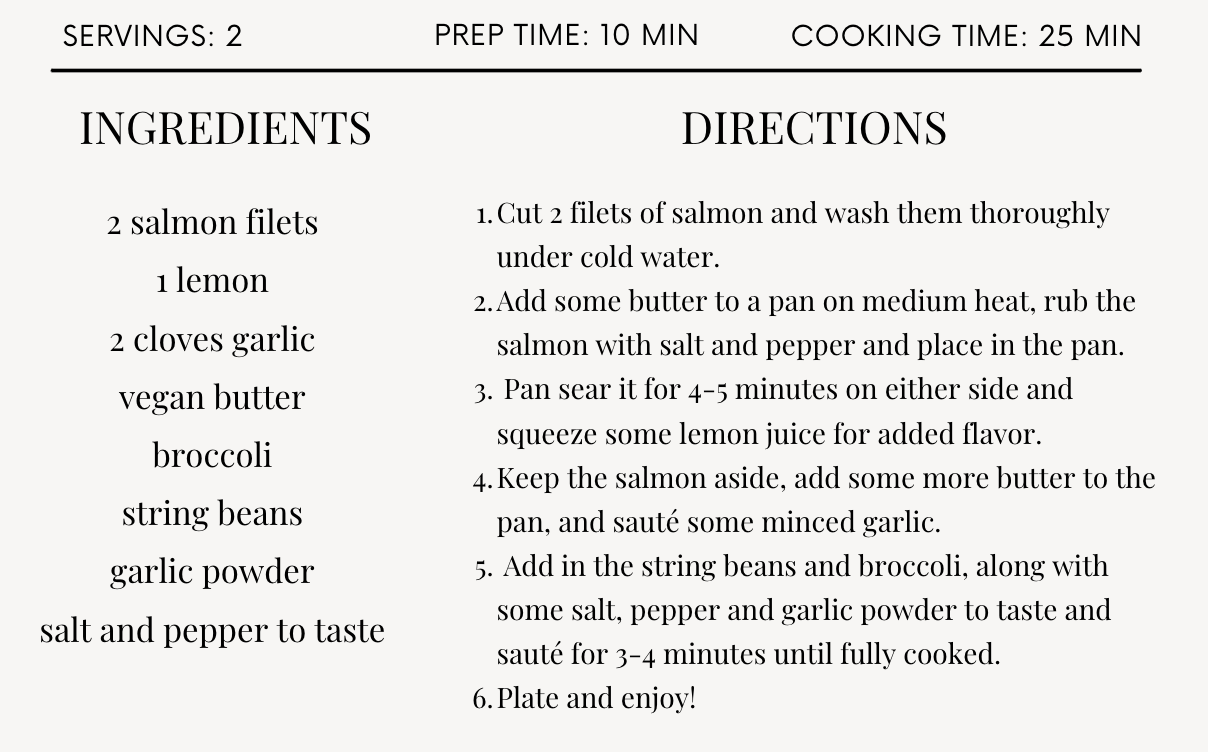 SERVINGS: 2
PREP TIME: 10 MIN
COOKING TIME: 25 MIN
INGREDIENTS
2 salmon filets
1 lemon
2 cloves garlic
vegan butter
broccoli
string beans
garlic powder
salt and pepper to taste
DIRECTIONS
1. Cut 2 filets of salmon and wash them thoroughly
under cold water.
2. Add some butter to a pan on medium heat, rub the
salmon with salt and pepper and place in the pan.
3. Pan sear it for 4-5 minutes on either side and
squeeze some lemon juice for added flavor.
4. Keep the salmon aside, add some more butter to the
pan, and sauté some minced garlic.
5. Add in the string beans and broccoli, along with
some salt, pepper and garlic powder to taste and
sauté for 3-4 minutes until fully cooked.
6. Plate and enjoy!